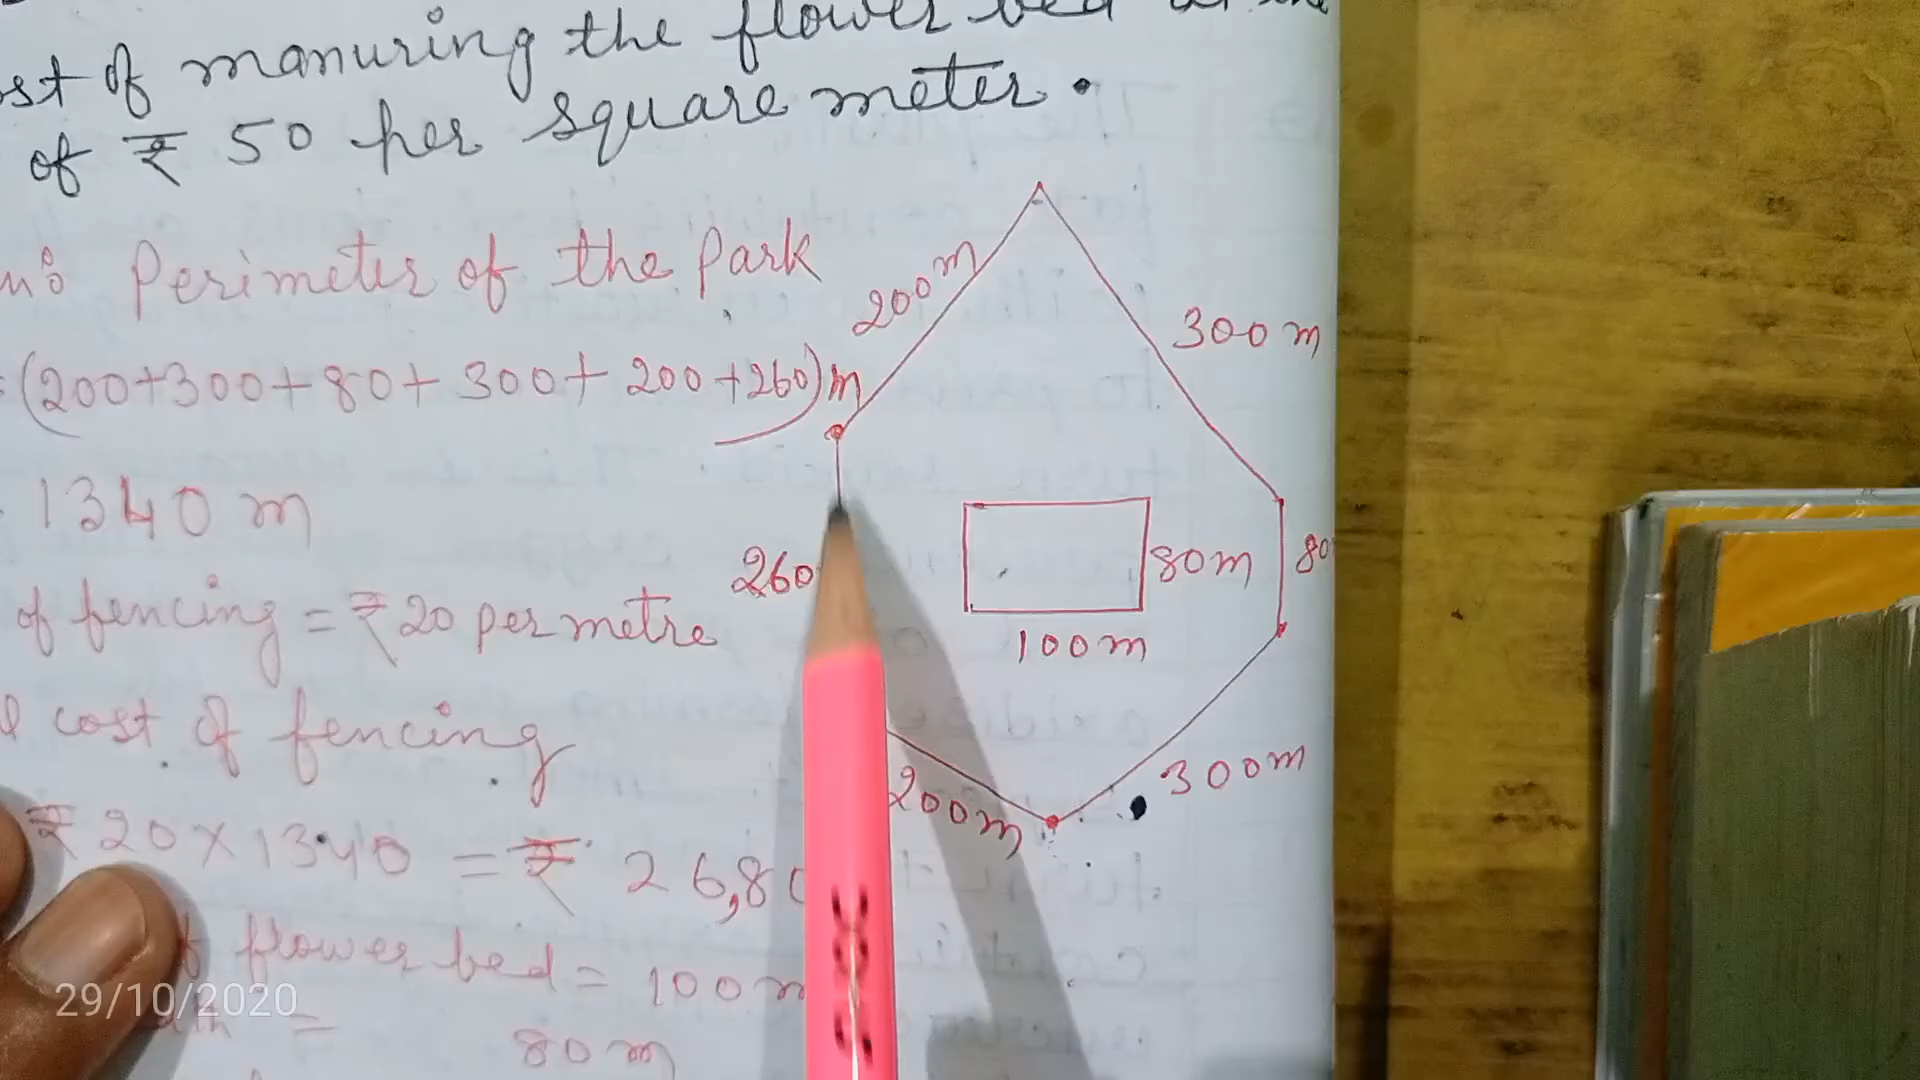 of manuring the flower bed
of ₹ 50 per square meter.
Perimeter of the Park
(200+300+80+300+200+260)m
1340 m
of fencing = ₹20 per metre
cost of fencing
₹20×1340 = ₹ 26,80
flower bed = 100m
=
80m
200m
300m
80
300m
200m
260
80m
100m
29/10/2020